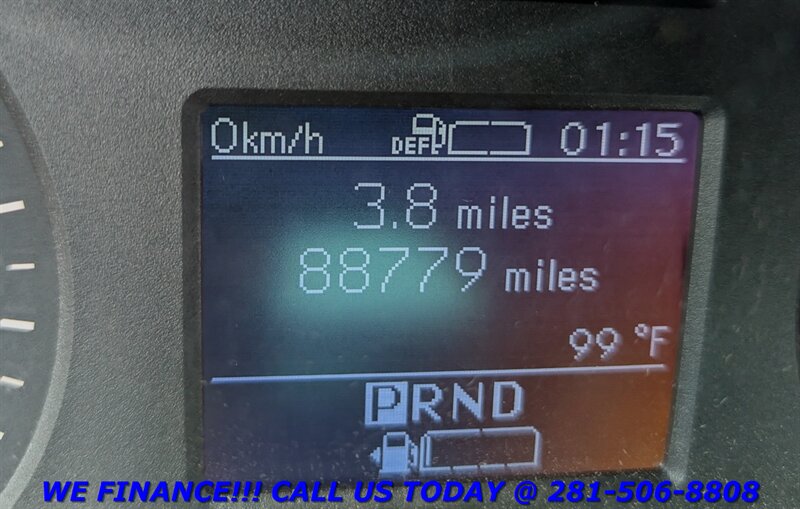 0km/h DEF 01:15
3.8 miles
88779 miles
99 °F
PRND
WE FINANCE!!! CALL US TODAY @ 281-506-8808